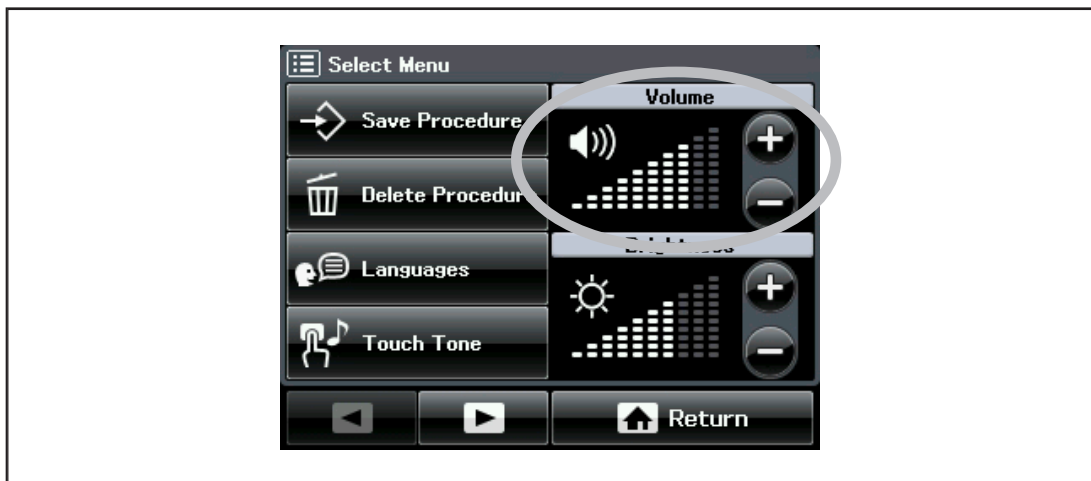 Select Menu
Save Procedure
Delete Procedur
Languages
Touch Tone
Volume
Return